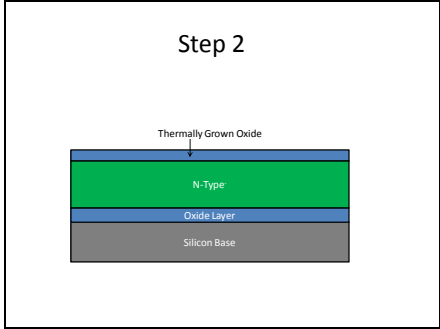 Step 2
Thermally Grown Oxide
N-Type-
Oxide Layer
Silicon Base